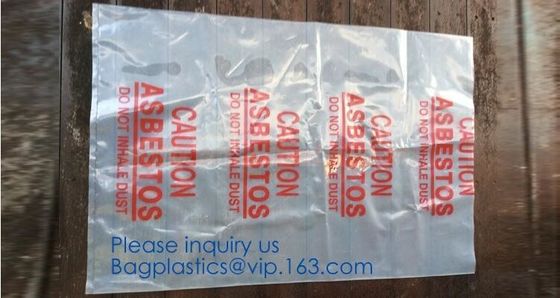 CAUTION
ASBESTOS
DO NOT INHALE DUST
CAUTION
ASBESTOS
DO NOT INHALE DUST
CAUTION
ASBESTOS
DO NOT INHALE DUST
CAUTION
ASBESTOS
DO NOT INHALE DUST
Please inquiry us
Bagplastics@vip.163.com